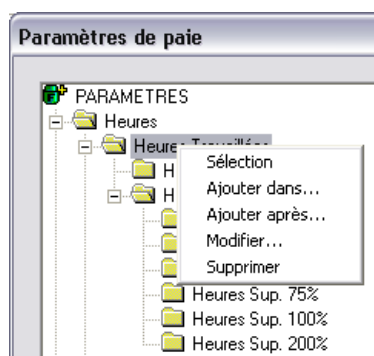 Paramètres de paie
PARAMETRES
Heures
Heures
H
H
Sélection
Ajouter dans...
Ajouter après...
Modifier...
Supprimer
Heures Sup. 75%
Heures Sup. 100%
Heures Sup. 200%